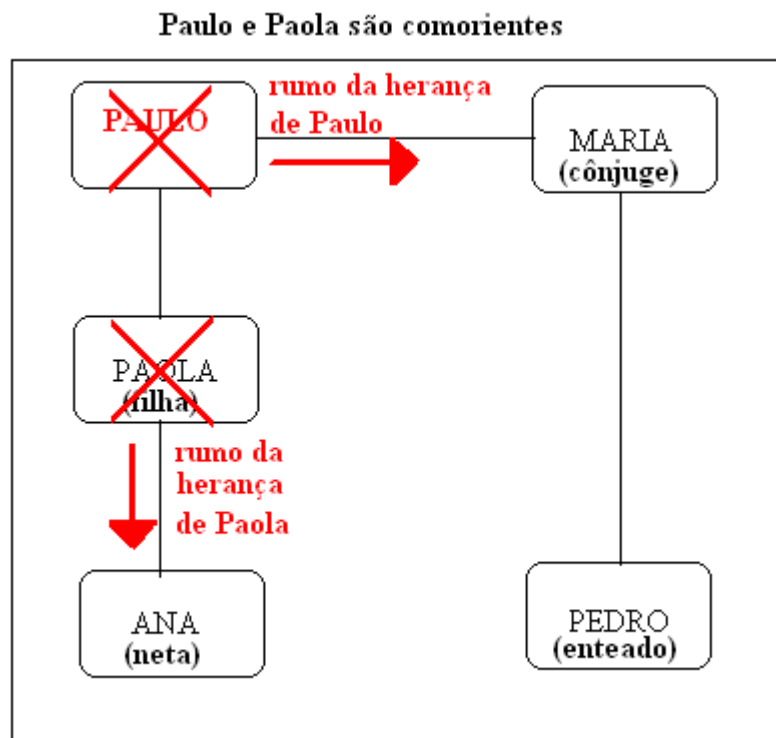 Paulo e Paola são comorientes
PAULO
rumo da herança
de Paulo
MARIA
(cônjuge)
PAOLA
(filha)
rumo da
herança
de Paola
ANA
(neta)
PEDRO
(enteado)